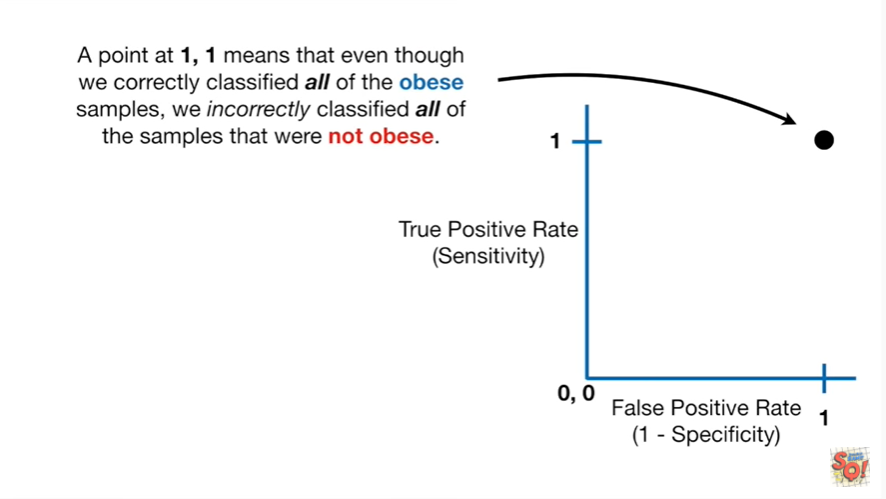 A point at 1, 1 means that even though
we correctly classified all of the obese
samples, we incorrectly classified all of
the samples that were not obese.
1
True Positive Rate
(Sensitivity)
0, 0
False Positive Rate
(1 - Specificity)
1
SQ!